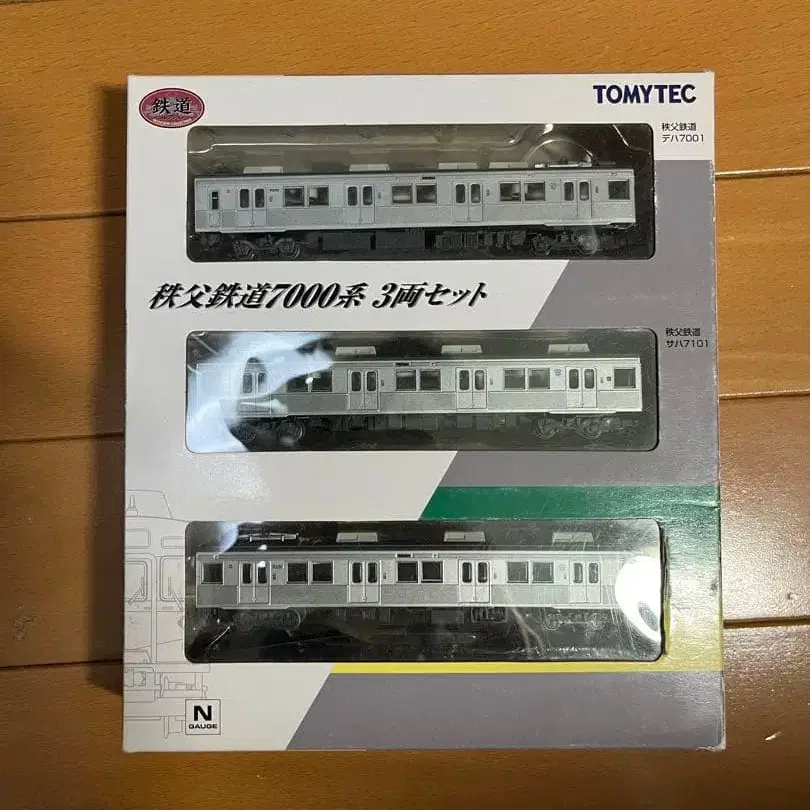 鉄道
TOMYTEC
秩父鉄道
デハ7001
秩父鉄道7000系 3両セット
秩父鉄道
サハ7101
N
GAUGE